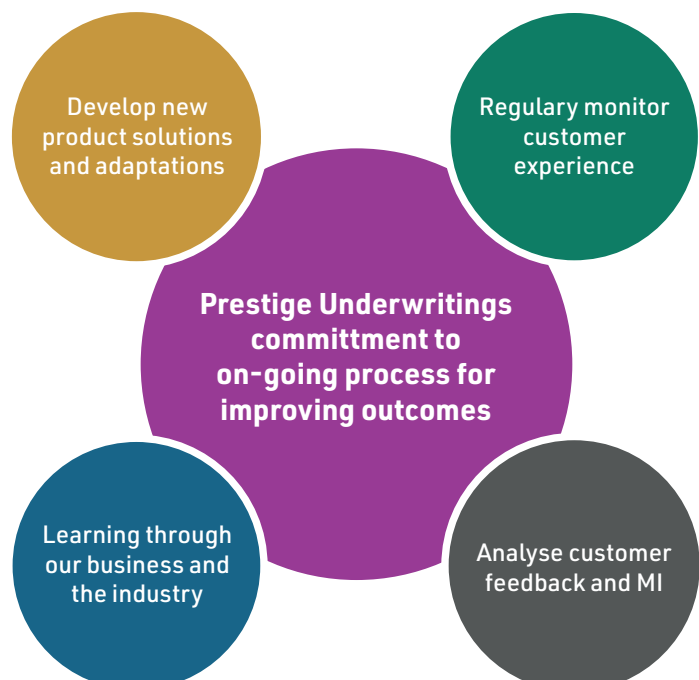 Develop new
product solutions
and adaptations
Regulary monitor
customer
experience
Prestige Underwritings
committment to
on-going process for
improving outcomes
Learning through
our business and
the industry
Analyse customer
feedback and MI